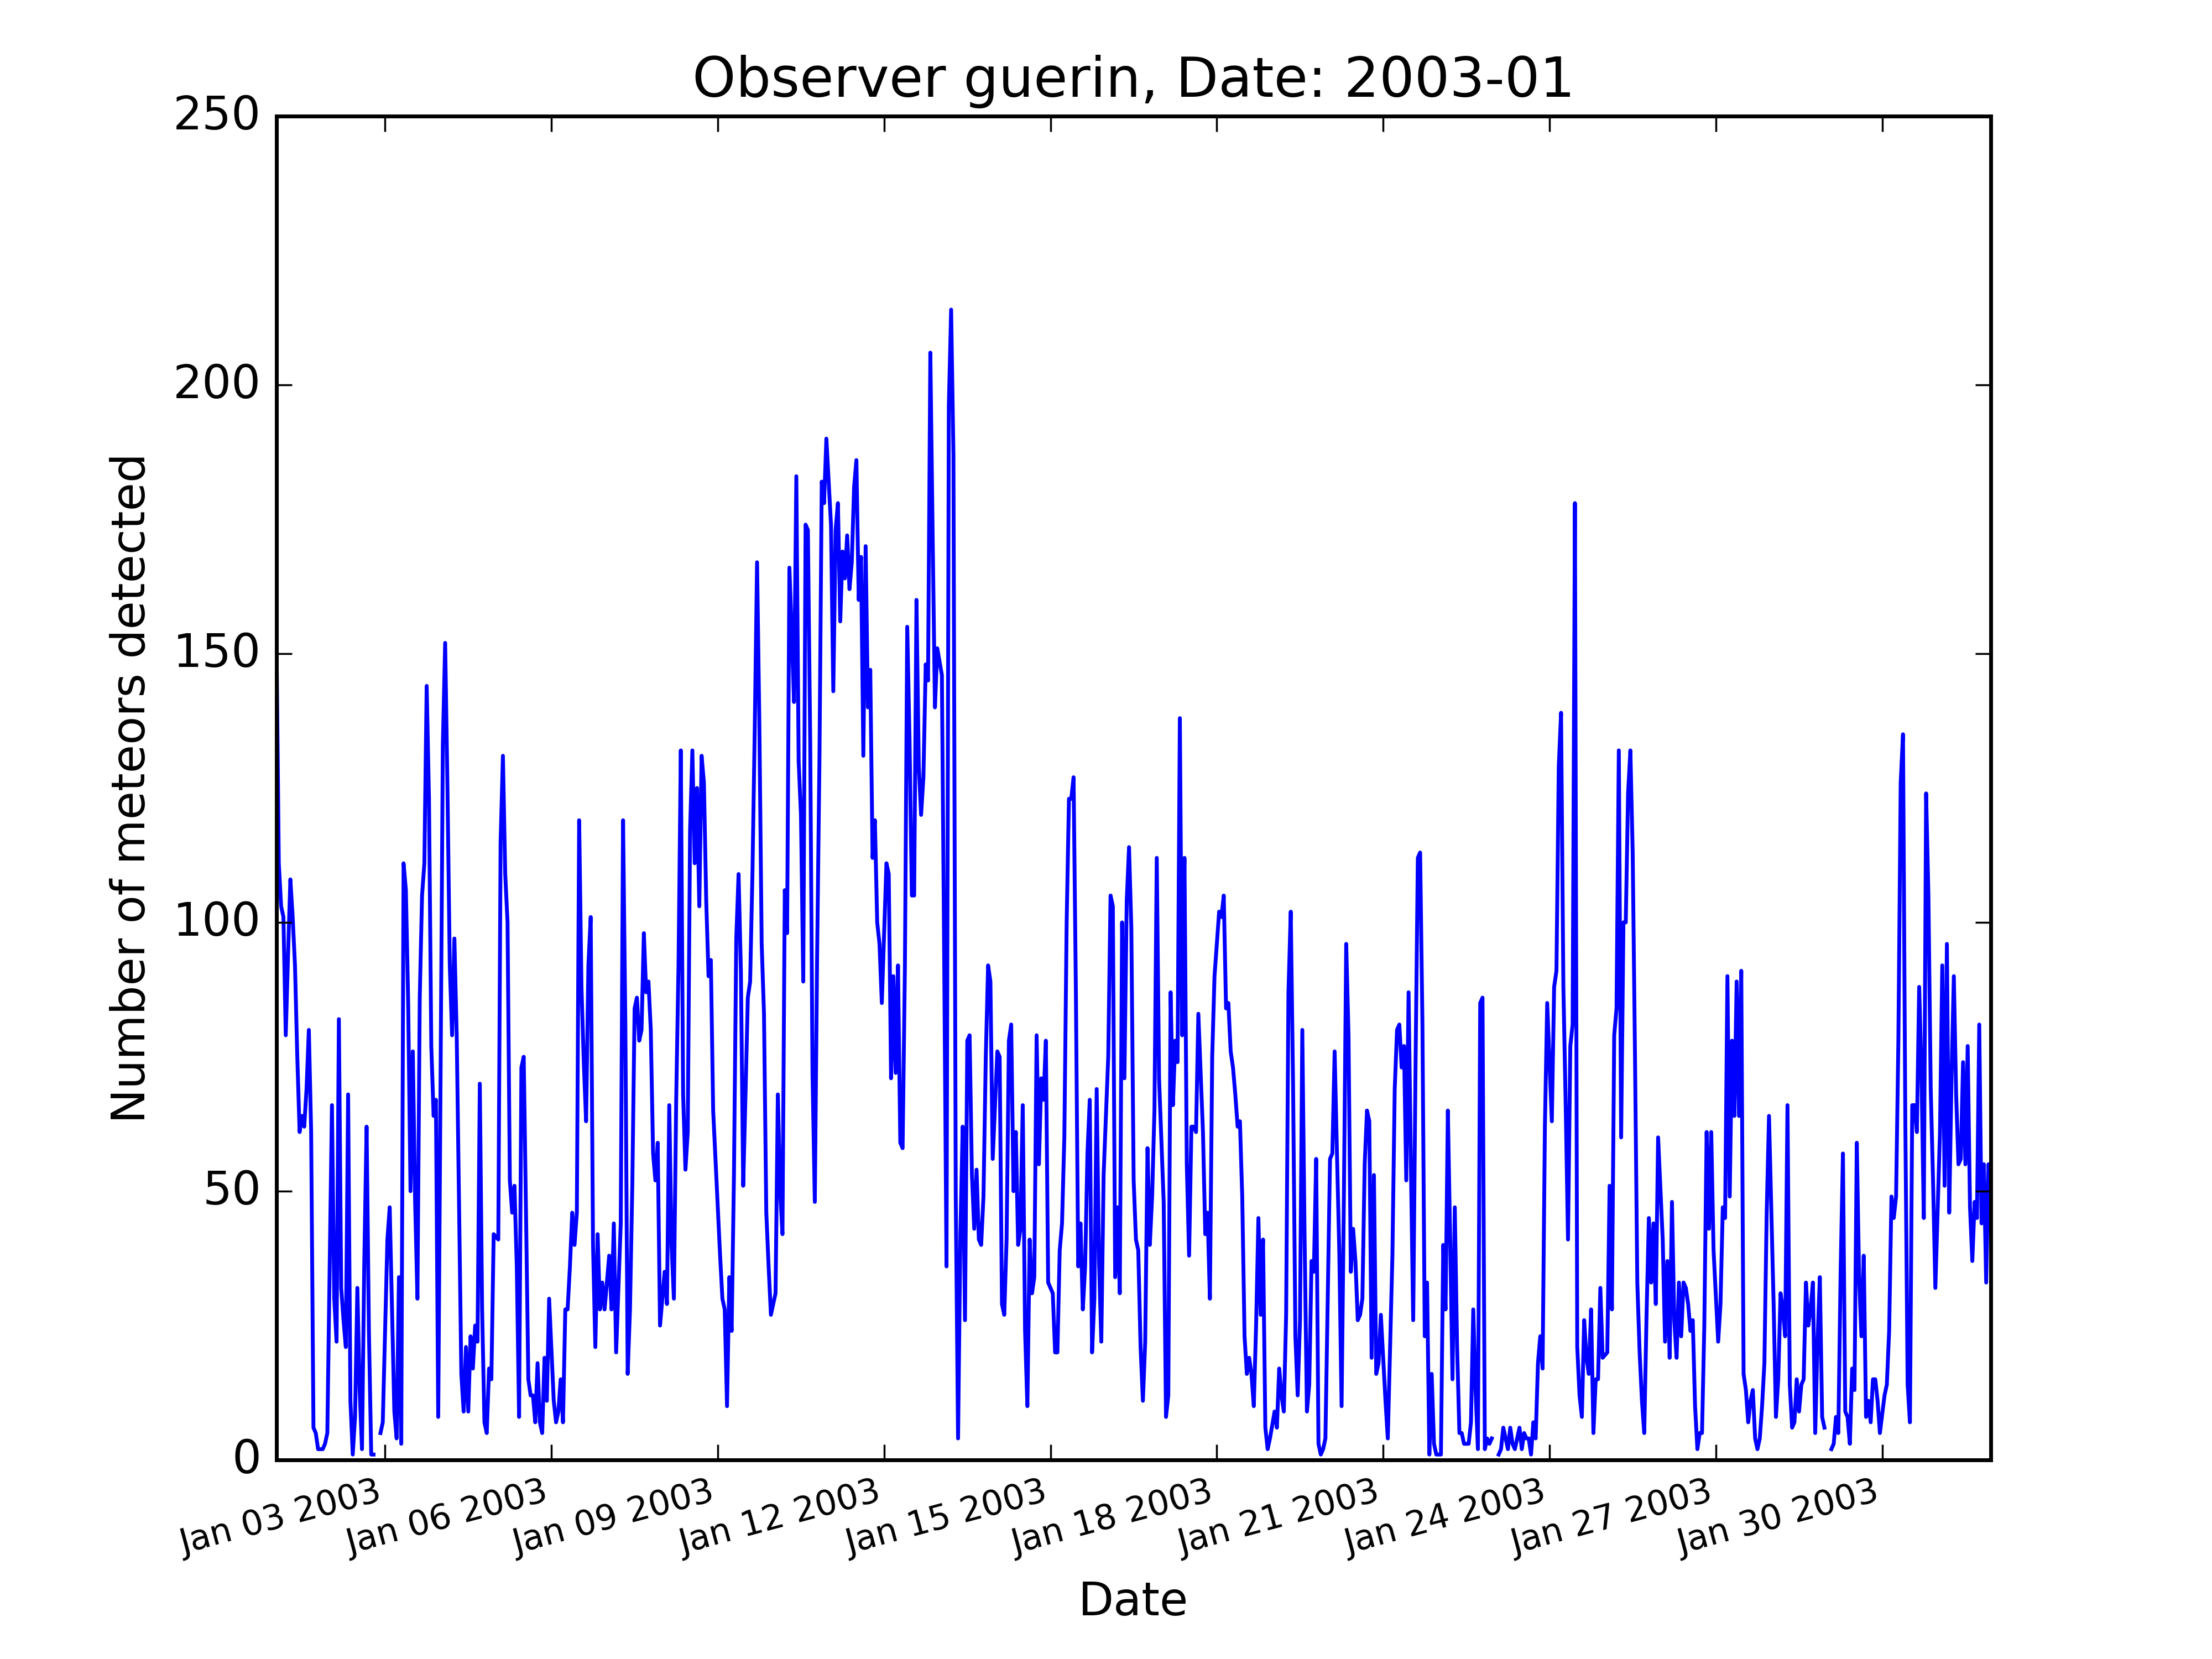 Observer guerin, Date: 2003-01
250
200
150
100
50
0
Number of meteors detected
Jan 03 2003
Jan 06 2003
Jan 09 2003
Jan 12 2003
Jan 15 2003
Jan 18 2003
Jan 21 2003
Jan 24 2003
Jan 27 2003
Jan 30 2003
Date